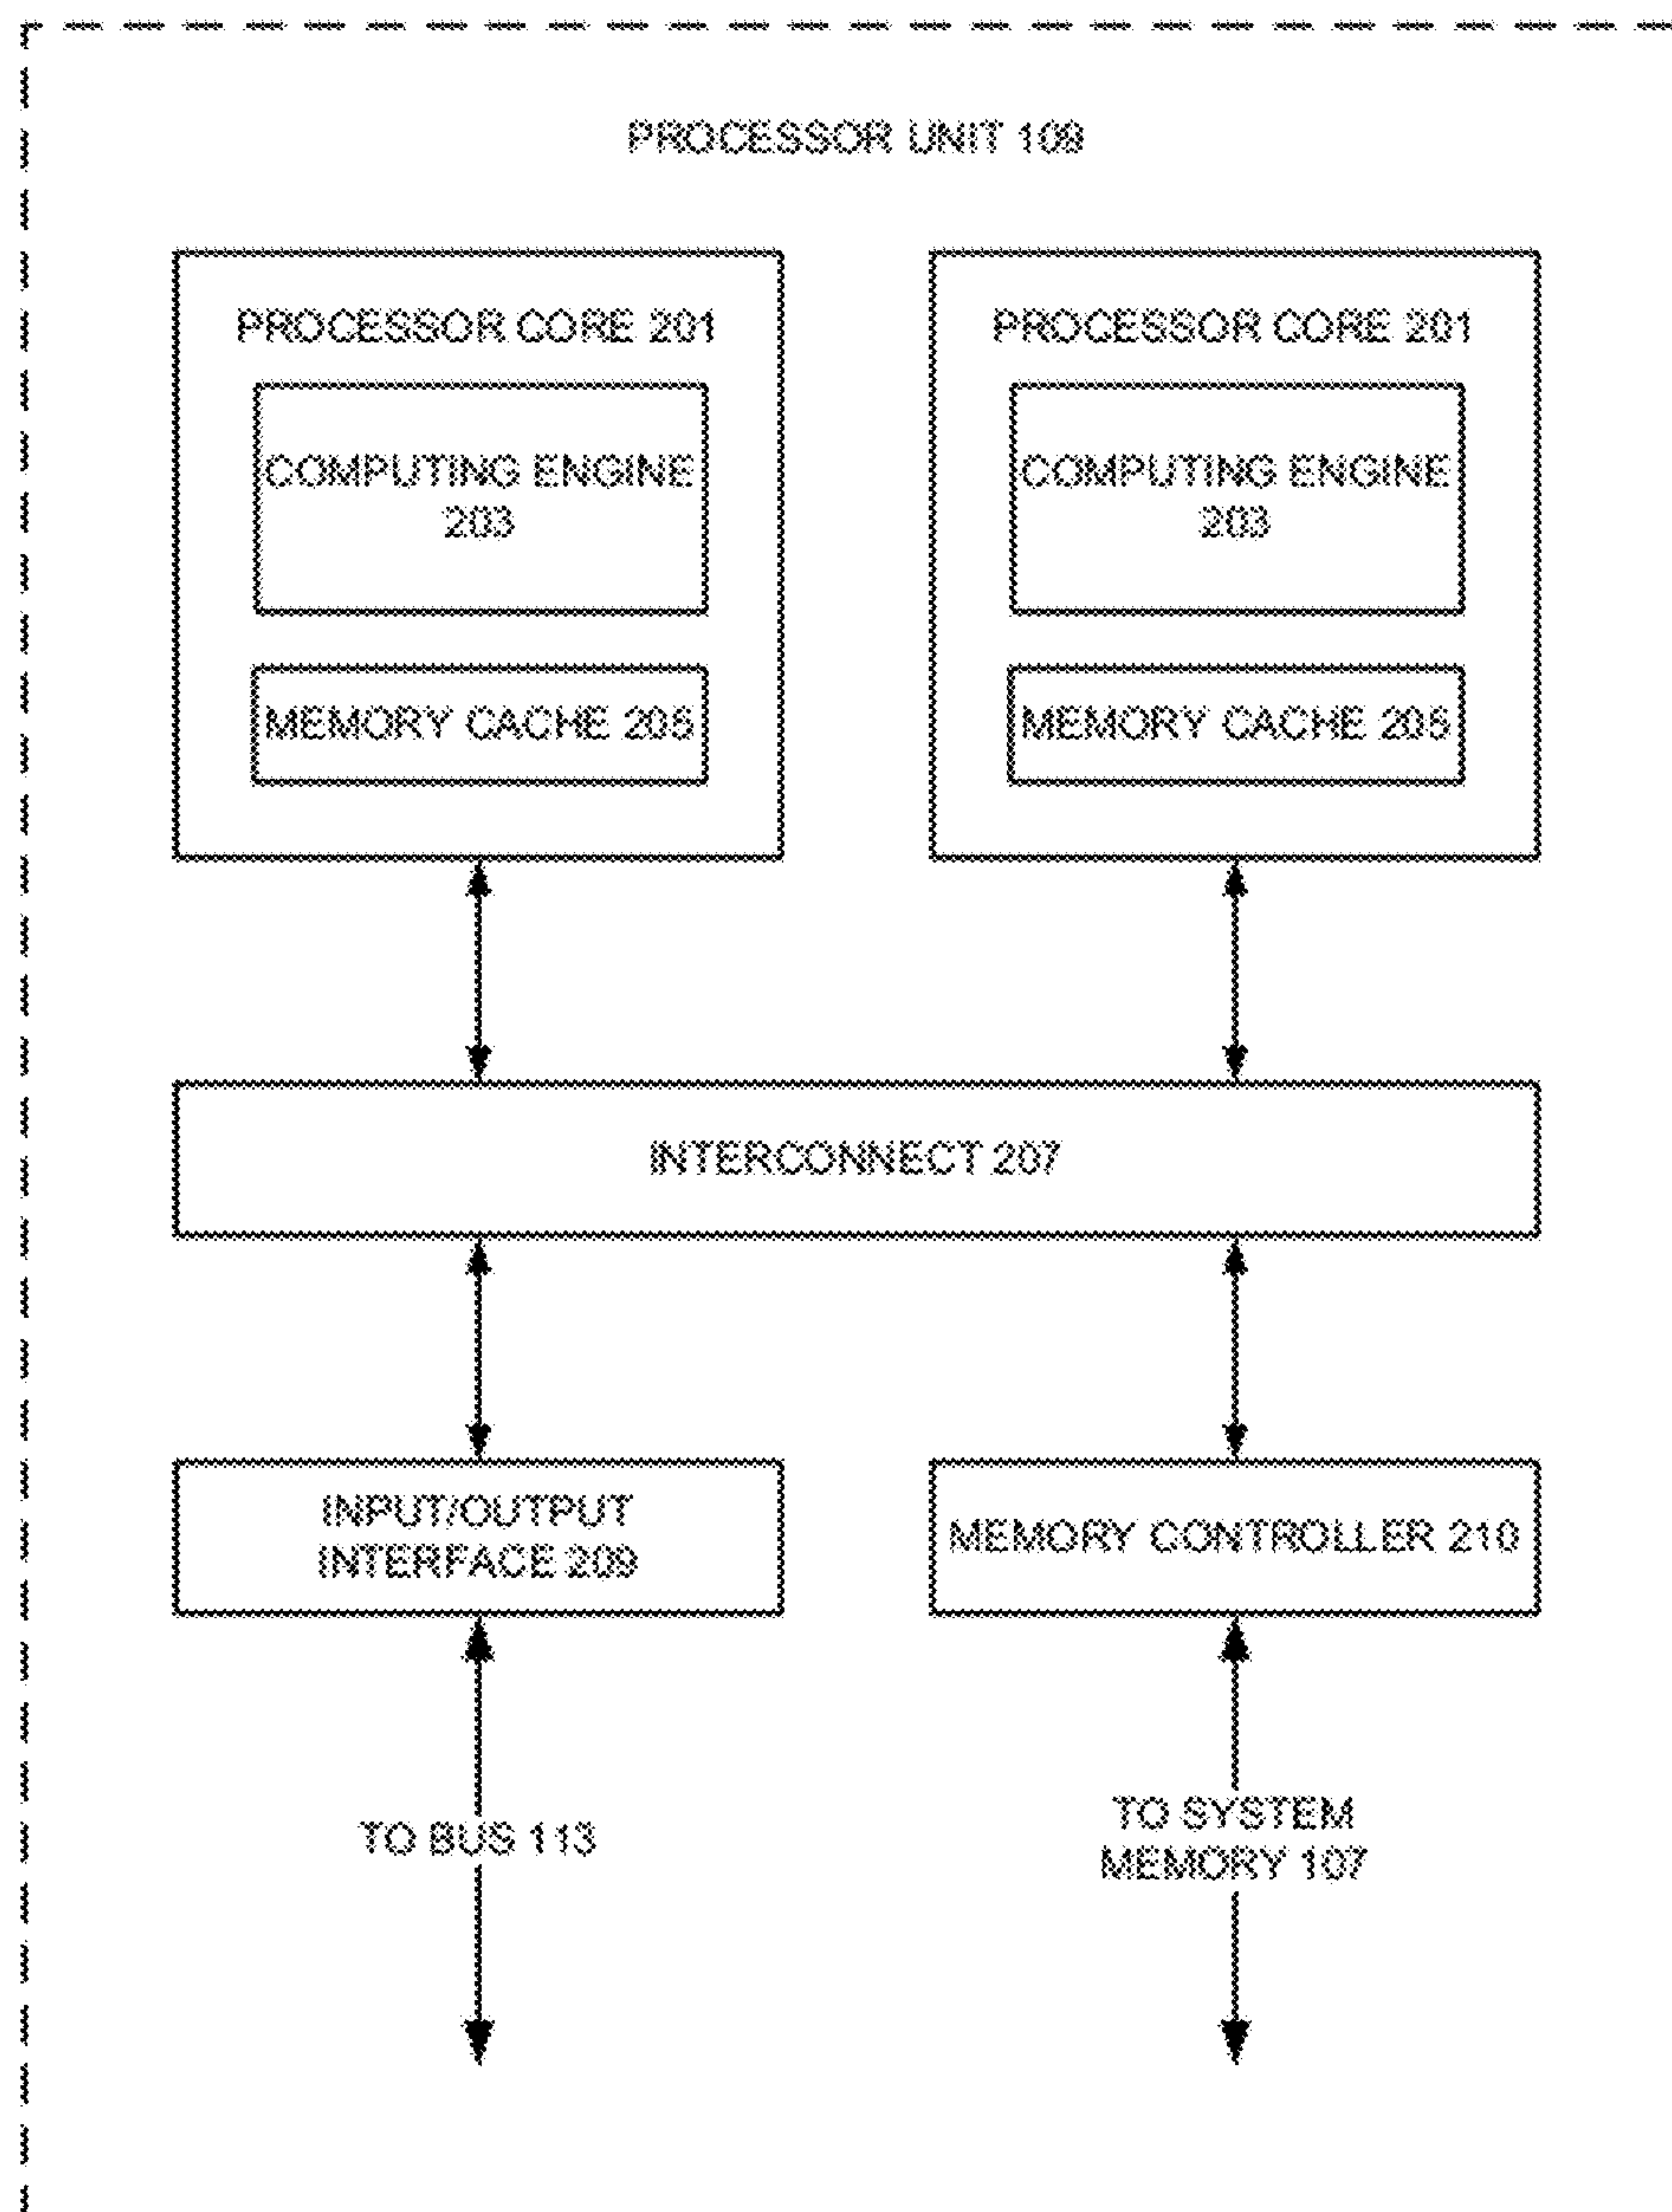 PROCESSOR UNIT 109
PROCESSOR CORE 201
COMPUTING ENGINE
203
MEMORY CACHE 205
PROCESSOR CORE 201
COMPUTING ENGINE
203
MEMORY CACHE 205
INTERCONNECT 207
INPUT/OUTPUT
INTERFACE 209
MEMORY CONTROLLER 210
TO BUS 113
TO SYSTEM
MEMORY 107